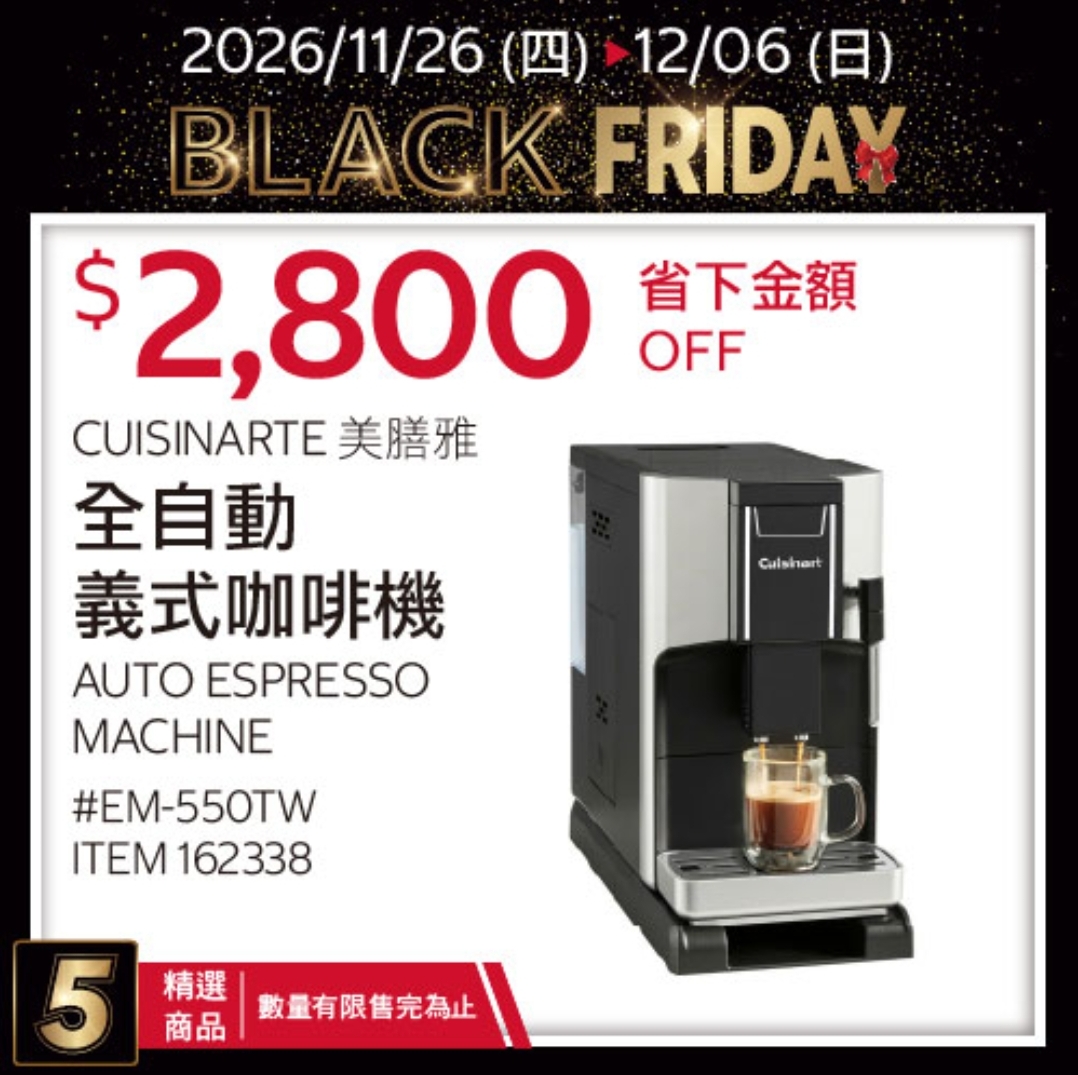 2026/11/26 (四)▶12/06 (日)
BLACK FRIDAY
$2,800 省下金額
OFF
CUISINARTE 美膳雅
全自動
義式咖啡機
AUTO ESPRESSO
MACHINE
#EM-550TW
ITEM 162338
Cuisinart
5 精選
商品
數量有限售完為止